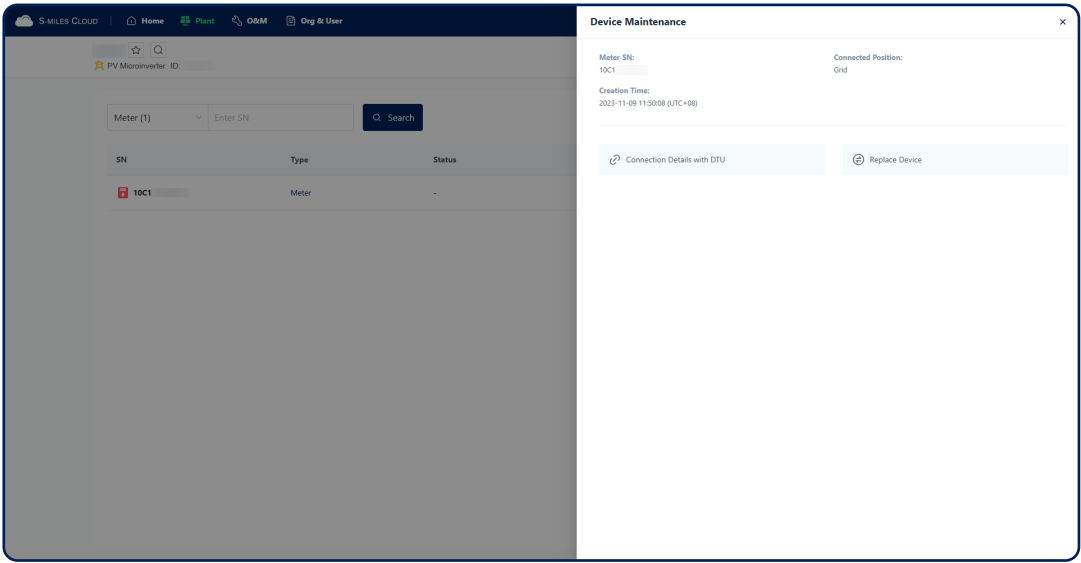 S-MILES CLOUD
Home
Plant
O&M
Org & User
PV Microinverter ID:
Meter (1)
Enter SN
Search
SN Type Status
10C1 Meter -
Device Maintenance
×
Meter SN: Connected Position:
10C1 Grid
Creation Time:
2023-11-09 11:50:08 (UTC+08)
Connection Details with DTU
Replace Device